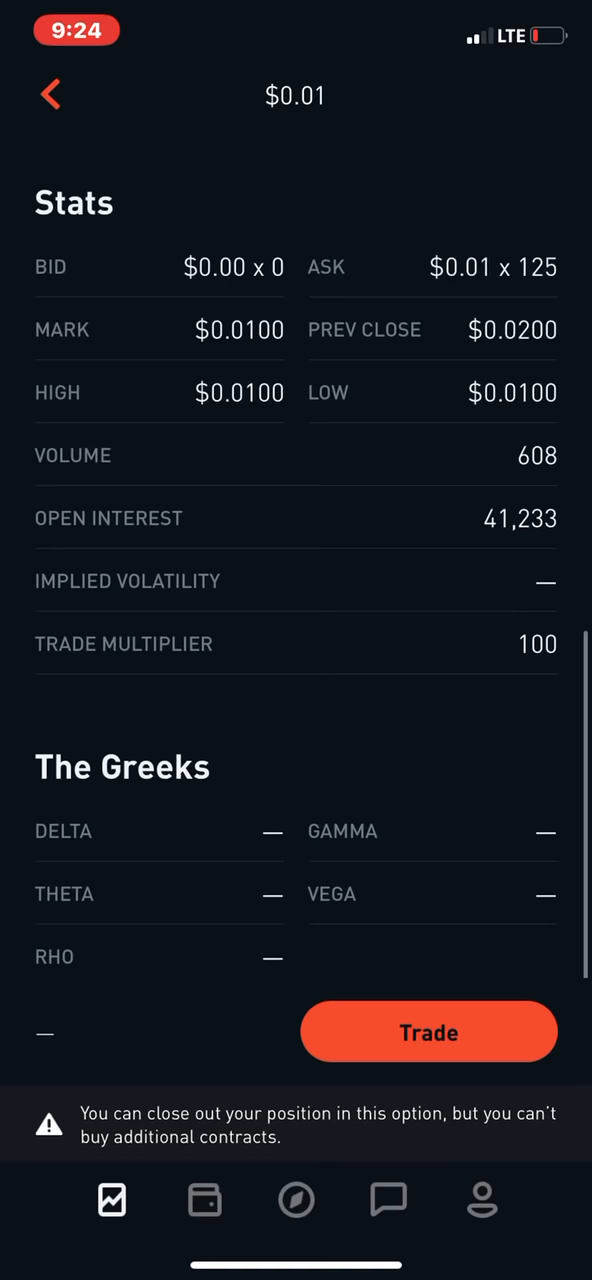 9:24 LTE
$0.01
Stats
BID $0.00 x 0 ASK $0.01 x 125
MARK $0.0100 PREV CLOSE $0.0200
HIGH $0.0100 LOW $0.0100
VOLUME 608
OPEN INTEREST 41,233
IMPLIED VOLATILITY —
TRADE MULTIPLIER 100
The Greeks
DELTA — GAMMA —
THETA — VEGA —
RHO —
— Trade
You can close out your position in this option, but you can't
buy additional contracts.